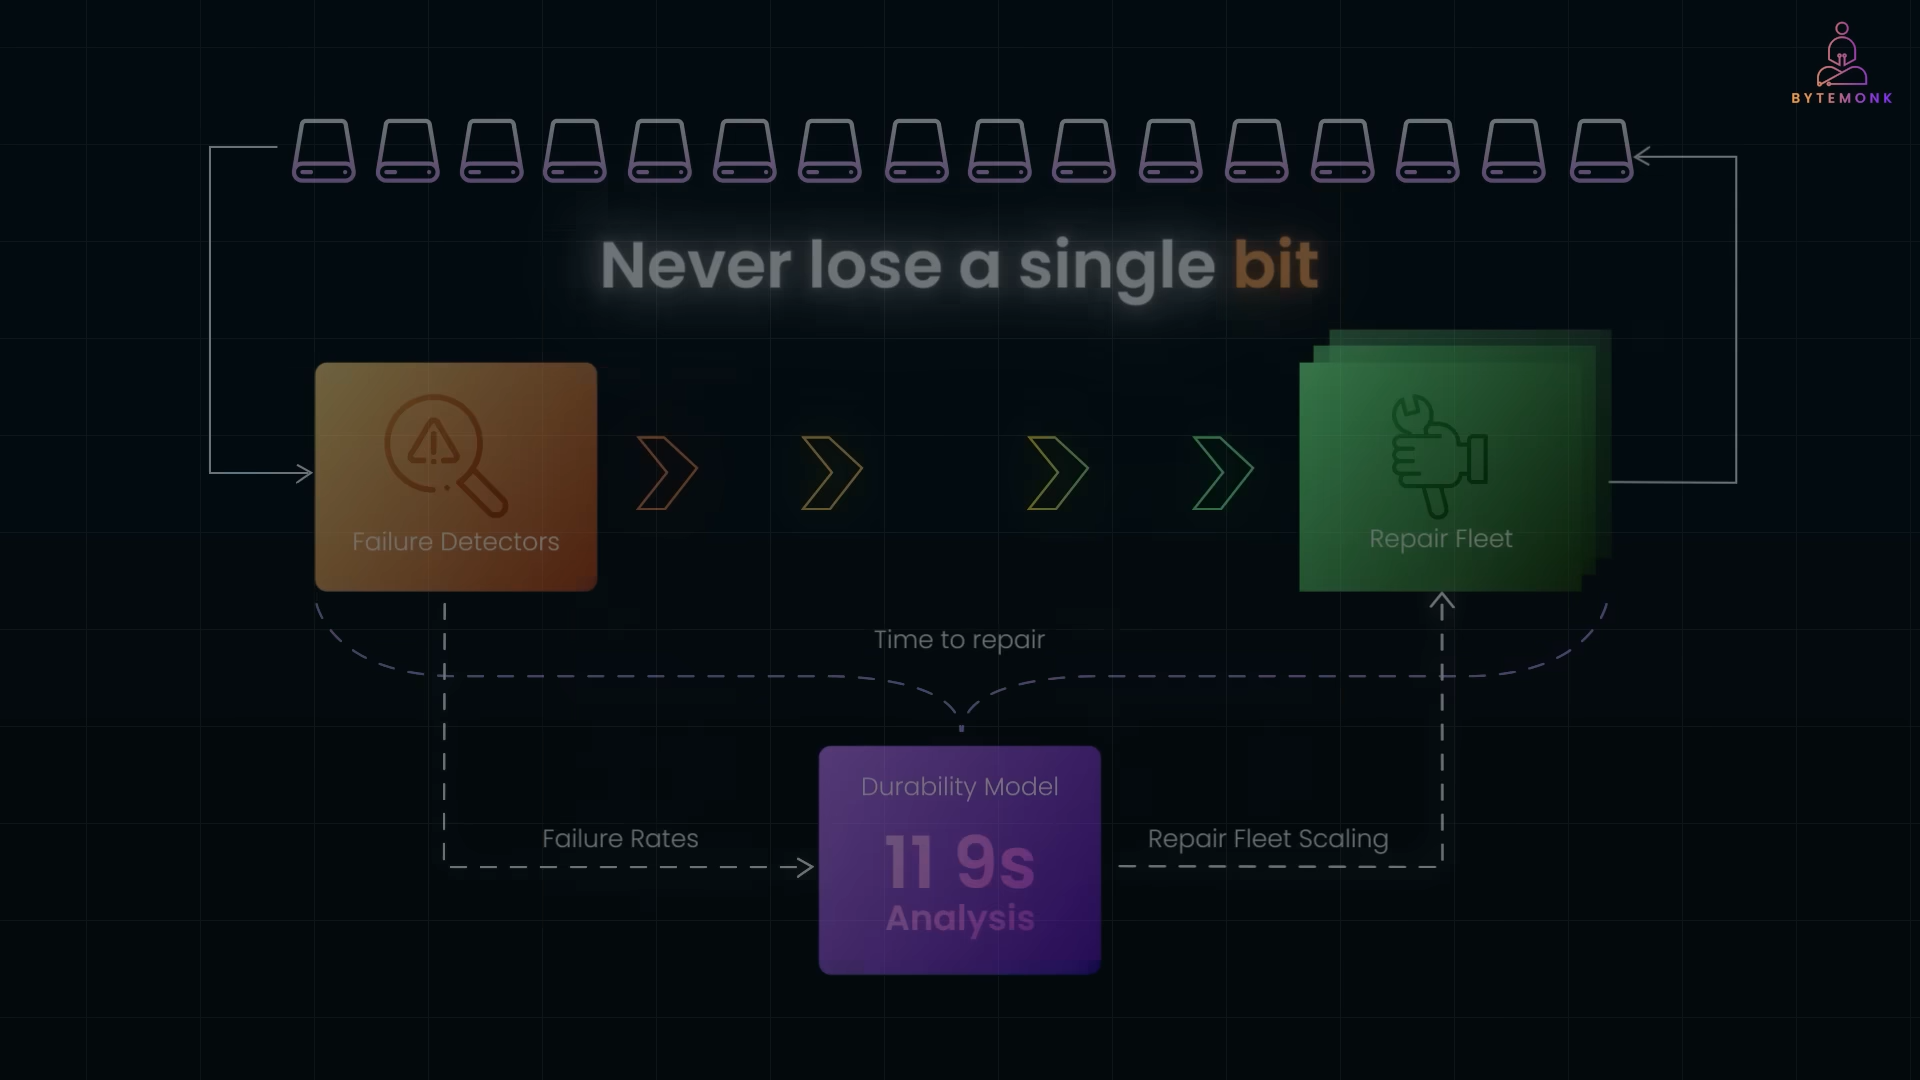 BYTEMONK
Never lose a single bit
Failure Detectors
Repair Fleet
Time to repair
Durability Model
Failure Rates
Repair Fleet Scaling
11 9s
Analysis